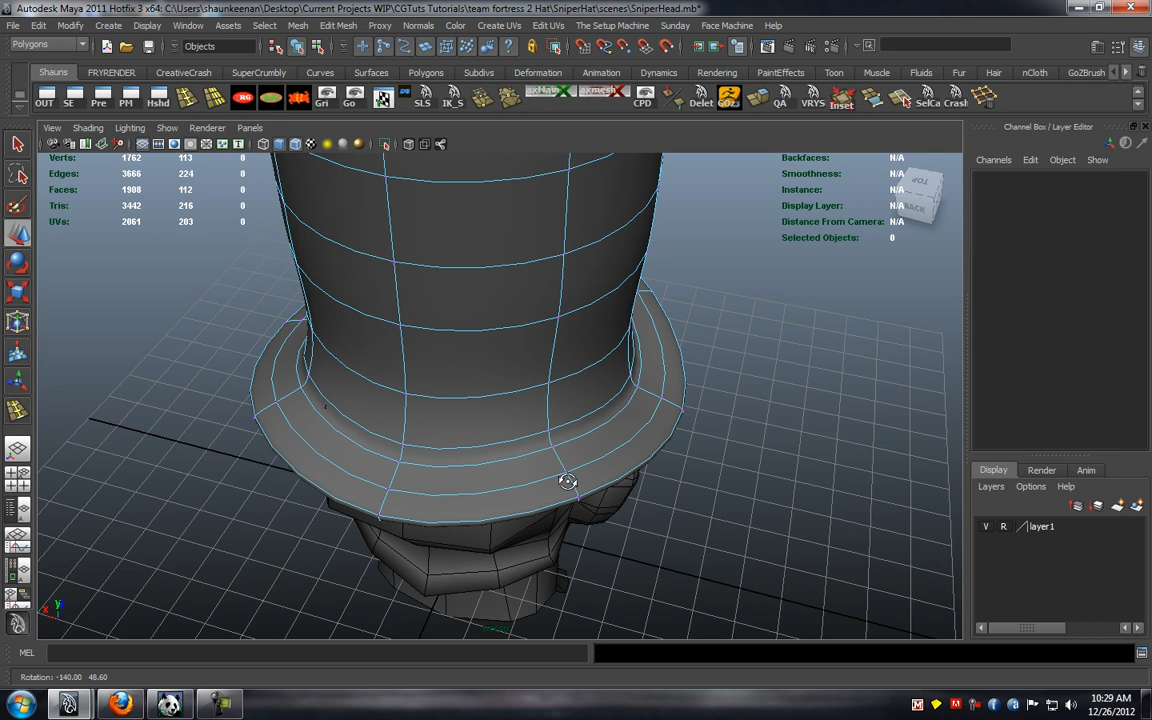 Autodesk Maya 2011 Hotfix 3 x64: C:\Users\shaunkeenan\Desktop\Current Projects WIP\CGTuts Tutorials\team fortress 2 Hat\SniperHat\scenes\SniperHead.mb*
File Edit Modify Create Display Window Assets Select Mesh Edit Mesh Proxy Normals Color Create UVs Edit UVs The Setup Machine Sunday Face Machine Help
Polygons Objects
Shauns FRYRENDER CreativeCrash SuperCrumbly Curves Surfaces Polygons Subdivs Deformation Animation Dynamics Rendering PaintEffects Toon Muscle Fluids Fur Hair nCloth GoZBrush
OUT SE Pre PM Hshd Gri Go SLS IK_S axMain axmesh CPD Delet GOz QA VRYS Inset SelCa Crash
View Shading Lighting Show Renderer Panels
Channel Box / Layer Editor
Channels Edit Object Show
Verts: 1762 113 0
Edges: 3666 224 0
Faces: 1908 112 0
Tris: 3442 216 0
UVs: 2061 203 0
Backfaces: N/A
Smoothness: N/A
Instance: N/A
Display Layer: N/A
Distance From Camera: N/A
Selected Objects: 0
TOP
BACK
Display Render Anim
Layers Options Help
V R layer1
x y
MEL
Rotation: -140.00 48.60
10:29 AM
12/26/2012